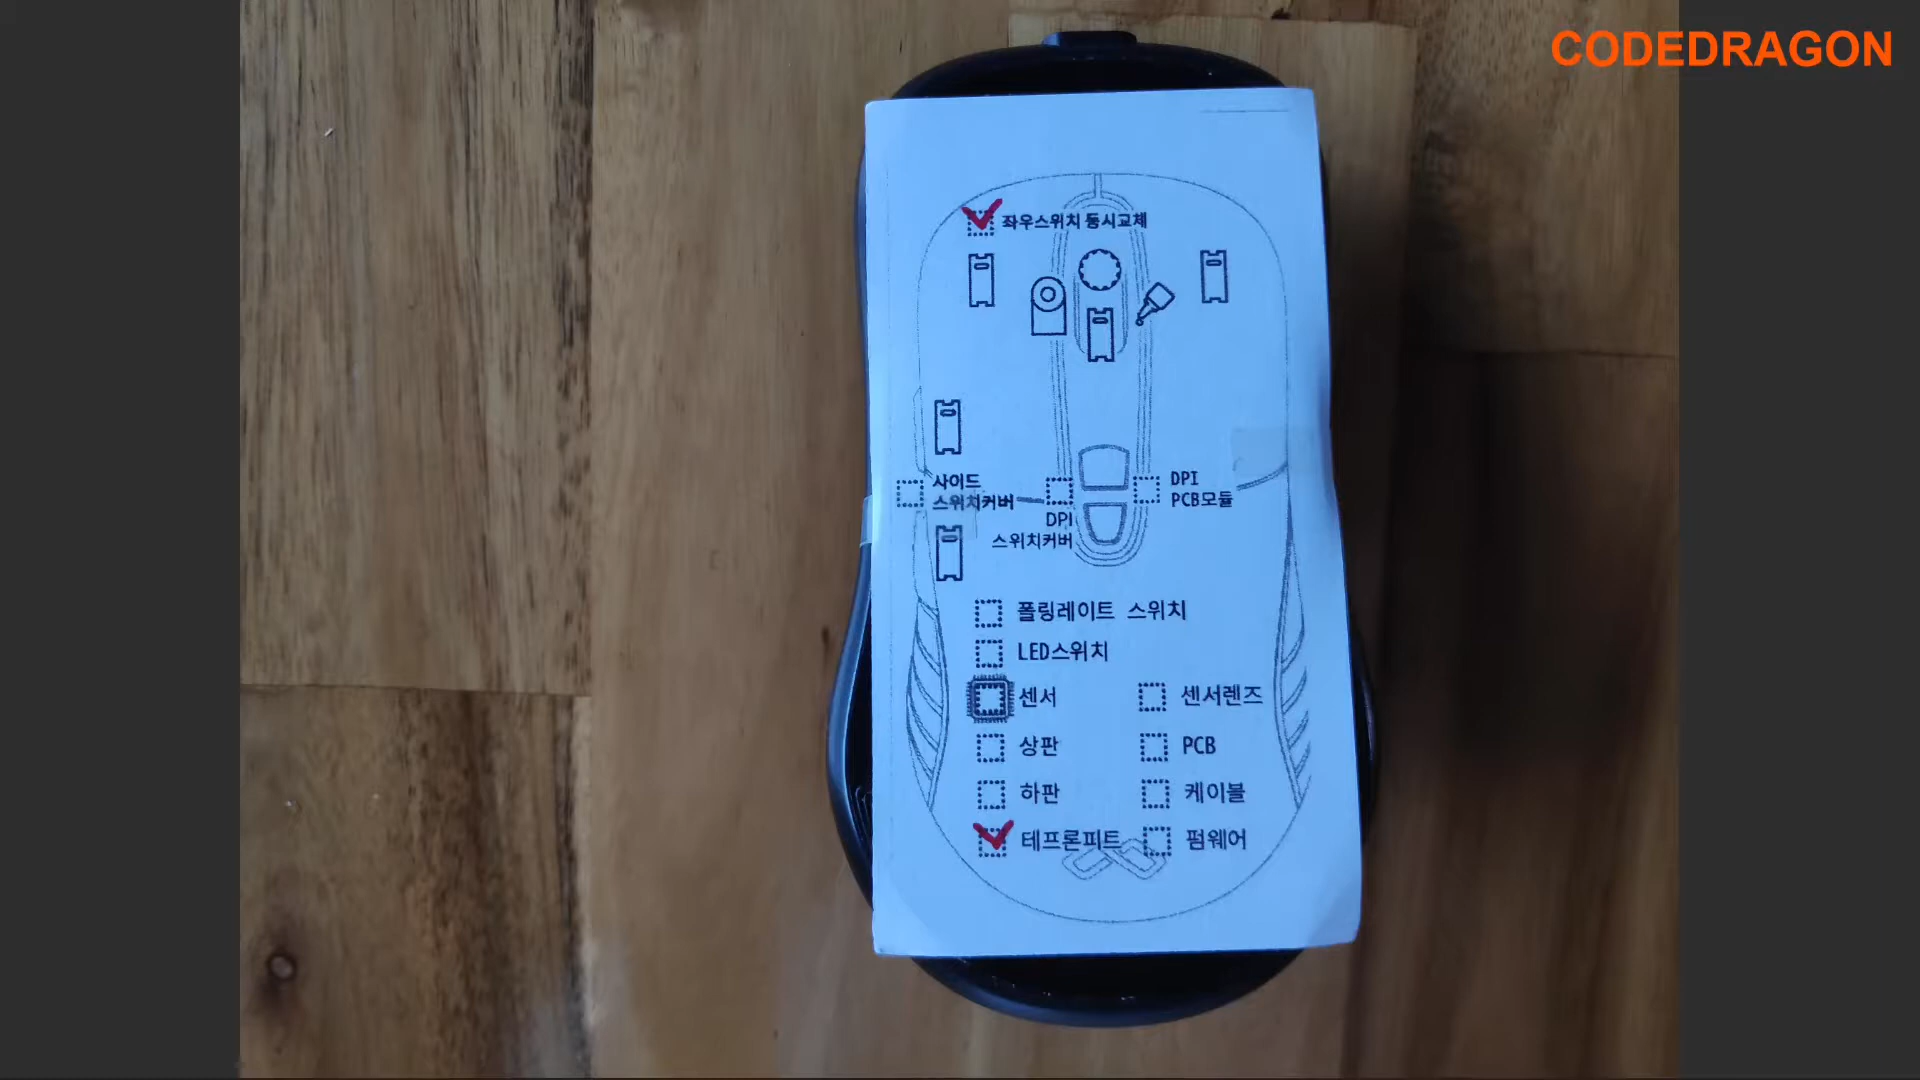 CODEDRAGON
좌우스위치 동시교체
사이드
스위치커버
DPI
스위치커버
DPI
PCB모듈
폴링레이트 스위치
LED스위치
센서
센서렌즈
상판
PCB
하판
케이블
테프론피트
펌웨어